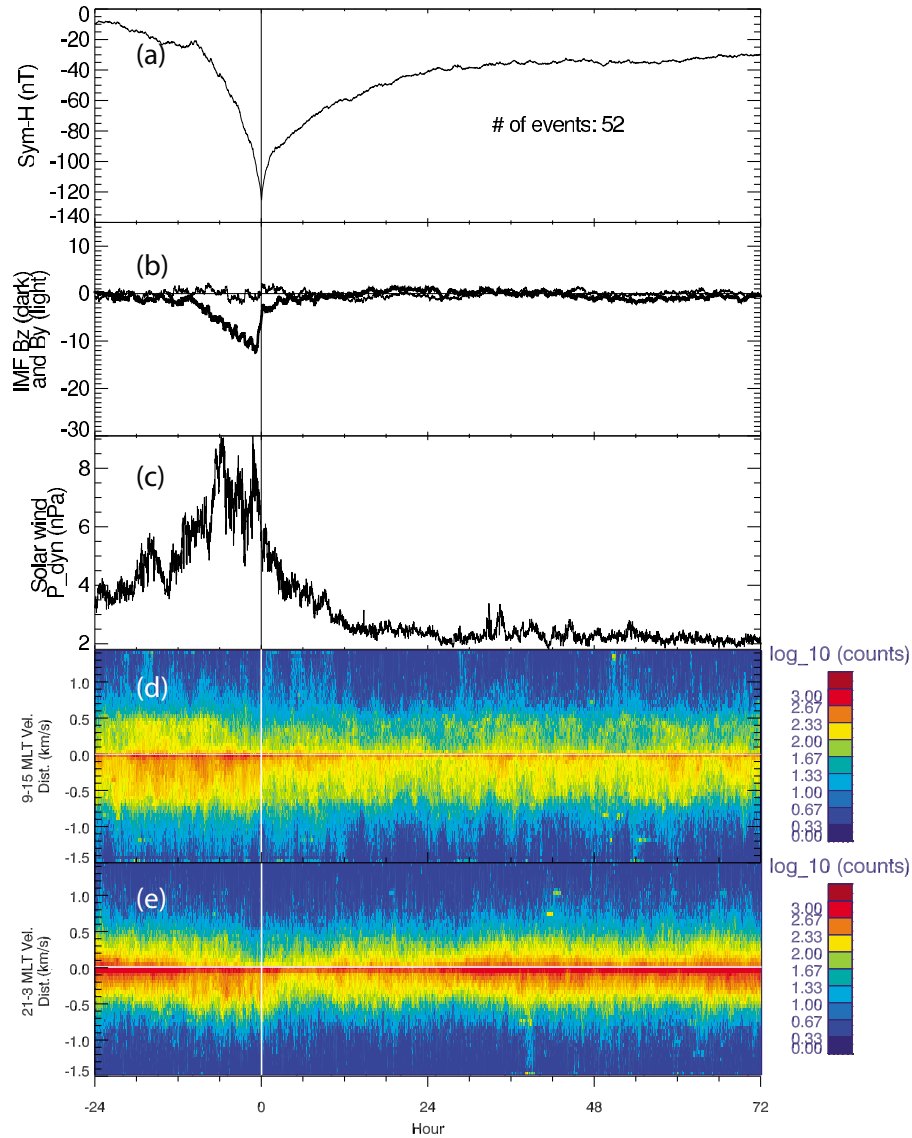 0
-20
-40
-60
-80
-100
-120
-140
Sym-H (nT)
(a)
# of events: 52
10
0
-10
-20
-30
IMF Bz (dark)
and By (light)
(b)
8
6
4
2
Solar wind
P_dyn (nPa)
(c)
1.0
0.5
0.0
-0.5
-1.0
-1.5
9-15 MLT Vel.
Dist. (km/s)
(d)
log_10 (counts)
3.00
2.67
2.33
2.00
1.67
1.33
1.00
0.67
0.33
0.00
1.0
0.5
0.0
-0.5
-1.0
-1.5
21-3 MLT Vel.
Dist.(km/s)
(e)
log_10 (counts)
3.00
2.67
2.33
2.00
1.67
1.33
1.00
0.67
0.33
0.00
-24 0 24 48 72
Hour